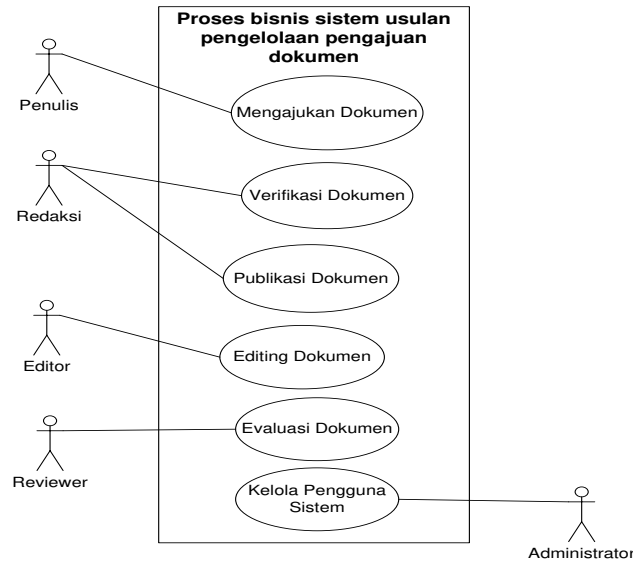 Proses bisnis sistem usulan
pengelolaan pengajuan
dokumen
Penulis
Mengajukan Dokumen
Redaksi
Verifikasi Dokumen
Publikasi Dokumen
Editor
Editing Dokumen
Reviewer
Evaluasi Dokumen
Kelola Pengguna
Sistem
Administrator